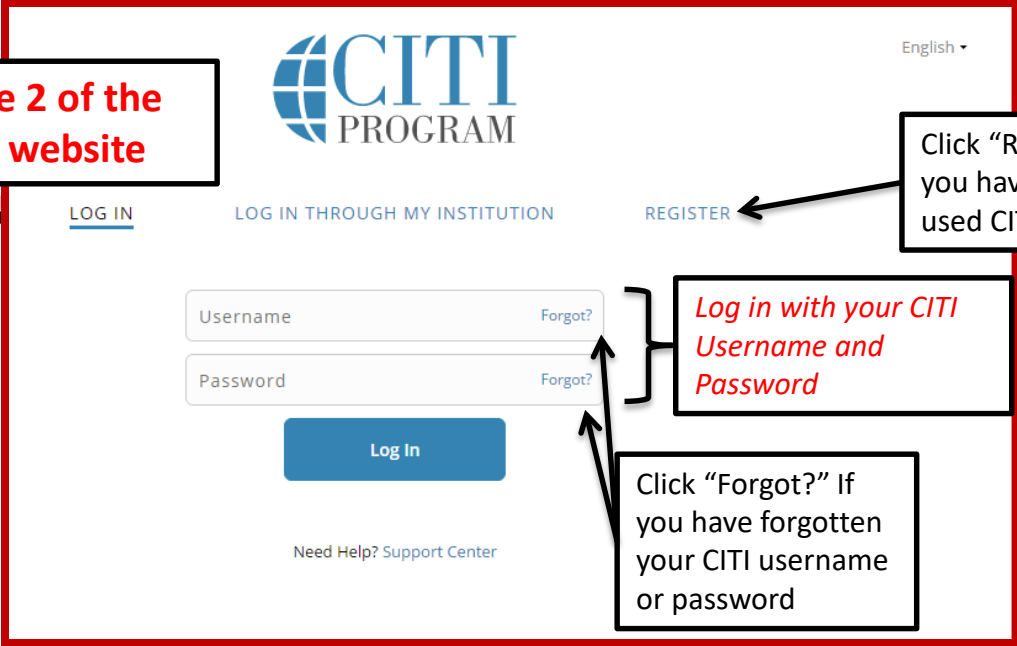 CITI
PROGRAM
English
e 2 of the
website
Click “R
you hav
used CI
LOG IN
LOG IN THROUGH MY INSTITUTION
REGISTER
Username
Forgot?
Password
Forgot?
Log in with your CITI
Username and
Password
Log In
Click “Forgot?” If
you have forgotten
your CITI username
or password
Need Help? Support Center